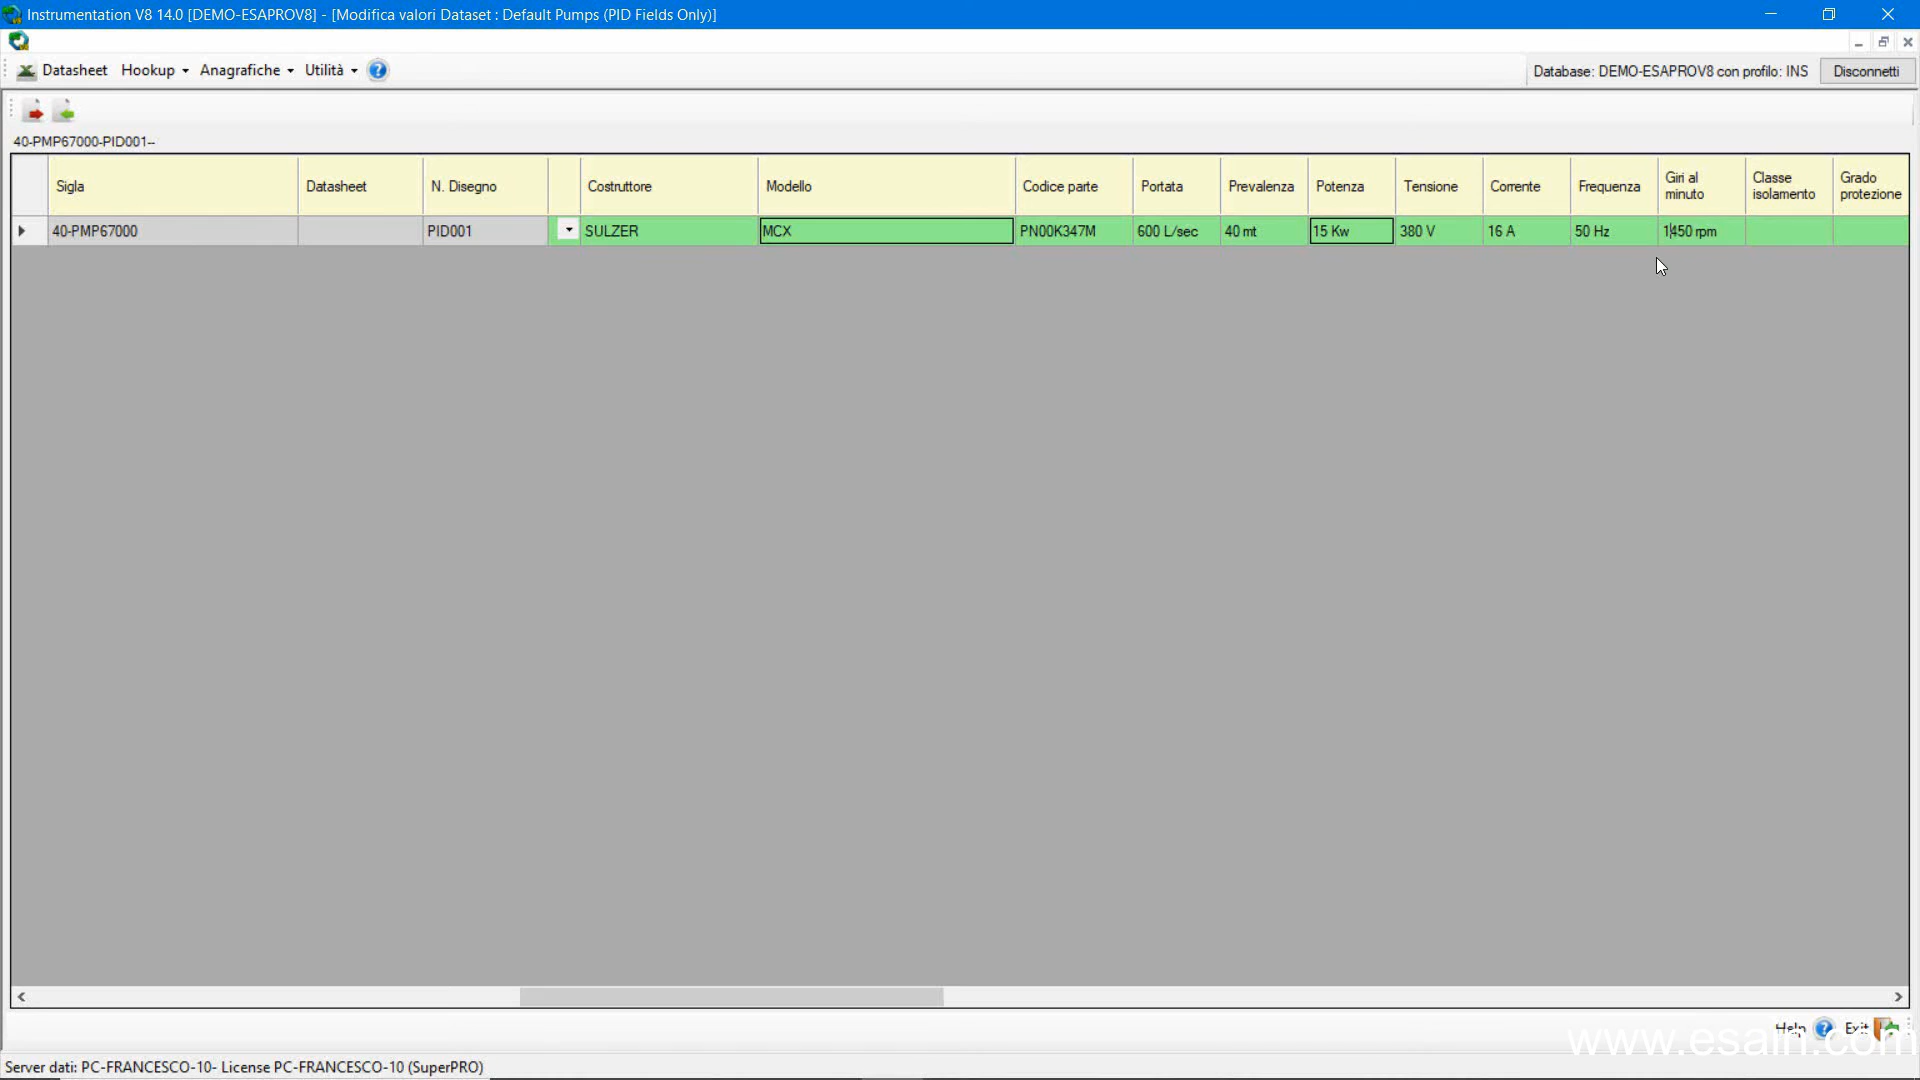 Instrumentation V8 14.0 [DEMO-ESAPROV8] - [Modifica valori Dataset : Default Pumps (PID Fields Only)]
Datasheet Hookup Anagrafiche Utilità Database: DEMO-ESAPROV8 con profilo: INS Disconnetti
40-PMP67000-PID001--
Sigla Datasheet N. Disegno Costruttore Modello Codice parte Portata Prevalenza Potenza Tensione Corrente Frequenza Giri al minuto Classe isolamento Grado protezione
40-PMP67000 PID001 SULZER MCX PN00K347M 600 L/sec 40 mt 15 Kw 380 V 16 A 50 Hz 1450 rpm
Help Exit
www.esain.com
Server dati: PC-FRANCESCO-10- License PC-FRANCESCO-10 (SuperPRO)